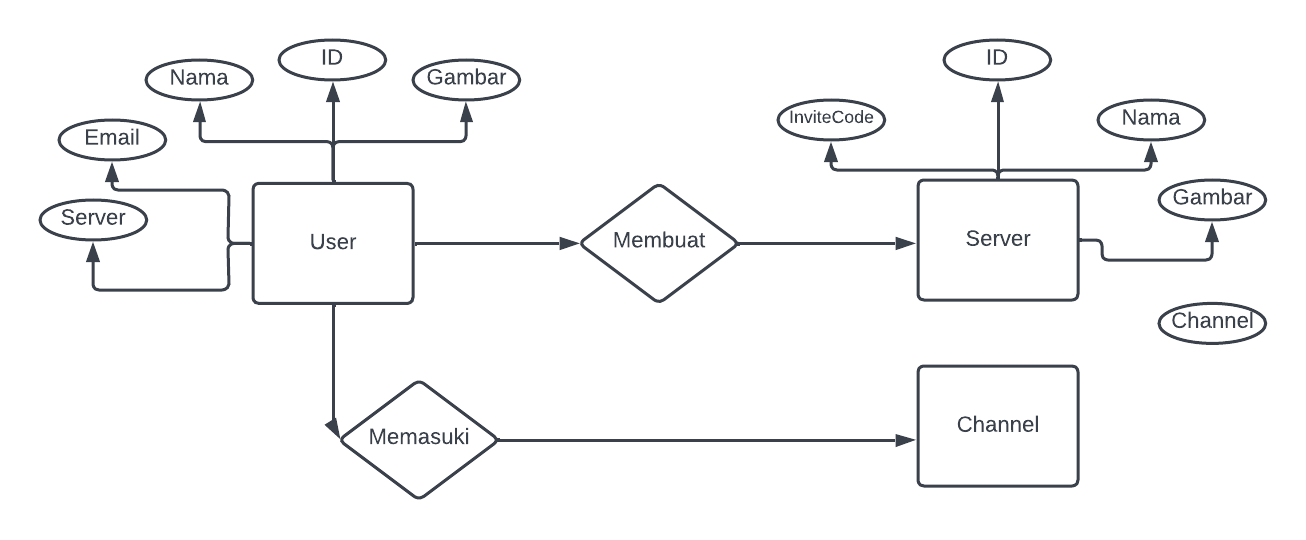 ID
ID
Nama
Gambar
InviteCode
Nama
Email
Server
Gambar
User
Membuat
Server
Channel
Memasuki
Channel